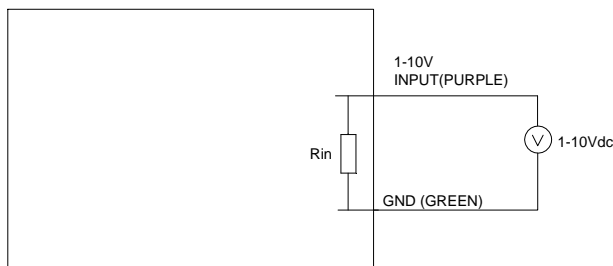 1-10V
INPUT(PURPLE)
Rin
V
1-10Vdc
GND (GREEN)